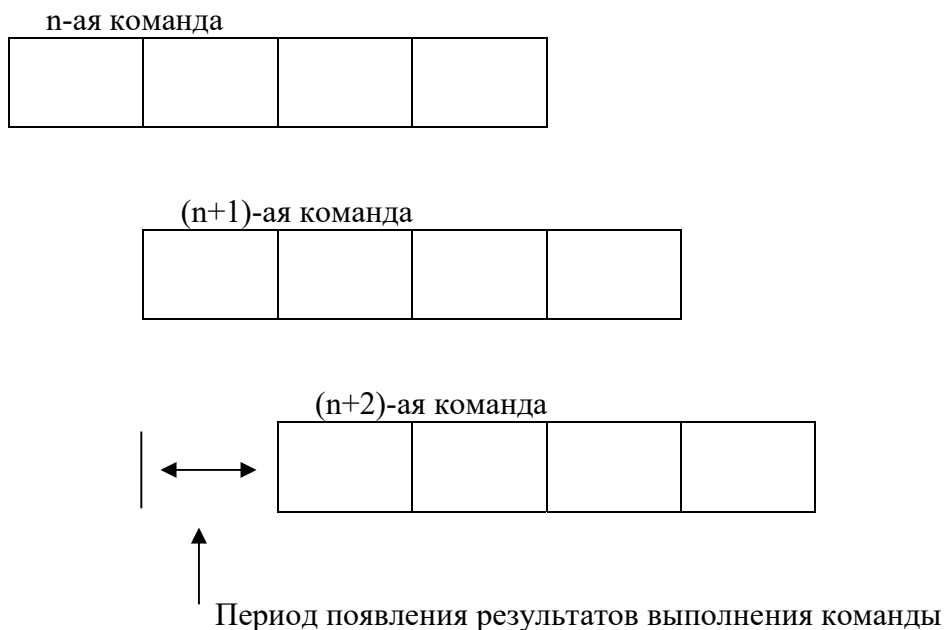 n-ая команда
(n+1)-ая команда
(n+2)-ая команда
Период появления результатов выполнения команды